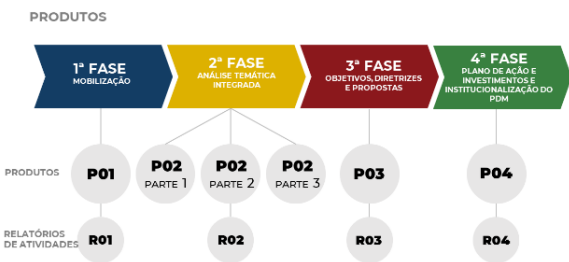 PRODUTOS
1ª FASE
MOBILIZAÇÃO
2ª FASE
ANÁLISE TEMÁTICA
INTEGRADA
3ª FASE
OBJETIVOS, DIRETRIZES
E PROPOSTAS
4ª FASE
PLANO DE AÇÃO E
INVESTIMENTOS E
INSTITUCIONALIZAÇÃO DO
PDM
PRODUTOS
P01
P02
PARTE 1
P02
PARTE 2
P02
PARTE 3
P03
P04
RELATÓRIOS
DE ATIVIDADES
R01
R02
R03
R04